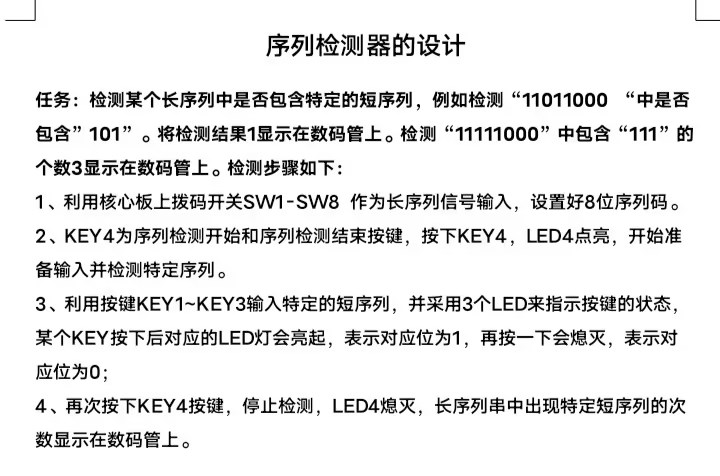 序列检测器的设计
任务：检测某个长序列中是否包含特定的短序列，例如检测“11011000 “中是否
包含”101”。将检测结果1显示在数码管上。检测“11111000”中包含“111”的
个数3显示在数码管上。检测步骤如下：
1、利用核心板上拨码开关SW1-SW8 作为长序列信号输入，设置好8位序列码。
2、KEY4为序列检测开始和序列检测结束按键，按下KEY4，LED4点亮，开始准
备输入并检测特定序列。
3、利用按键KEY1~KEY3输入特定的短序列，并采用3个LED来指示按键的状态，
某个KEY按下后对应的LED灯会亮起，表示对应位为1，再按一下会熄灭，表示对
应位为0；
4、再次按下KEY4按键，停止检测，LED4熄灭，长序列串中出现特定短序列的次
数显示在数码管上。